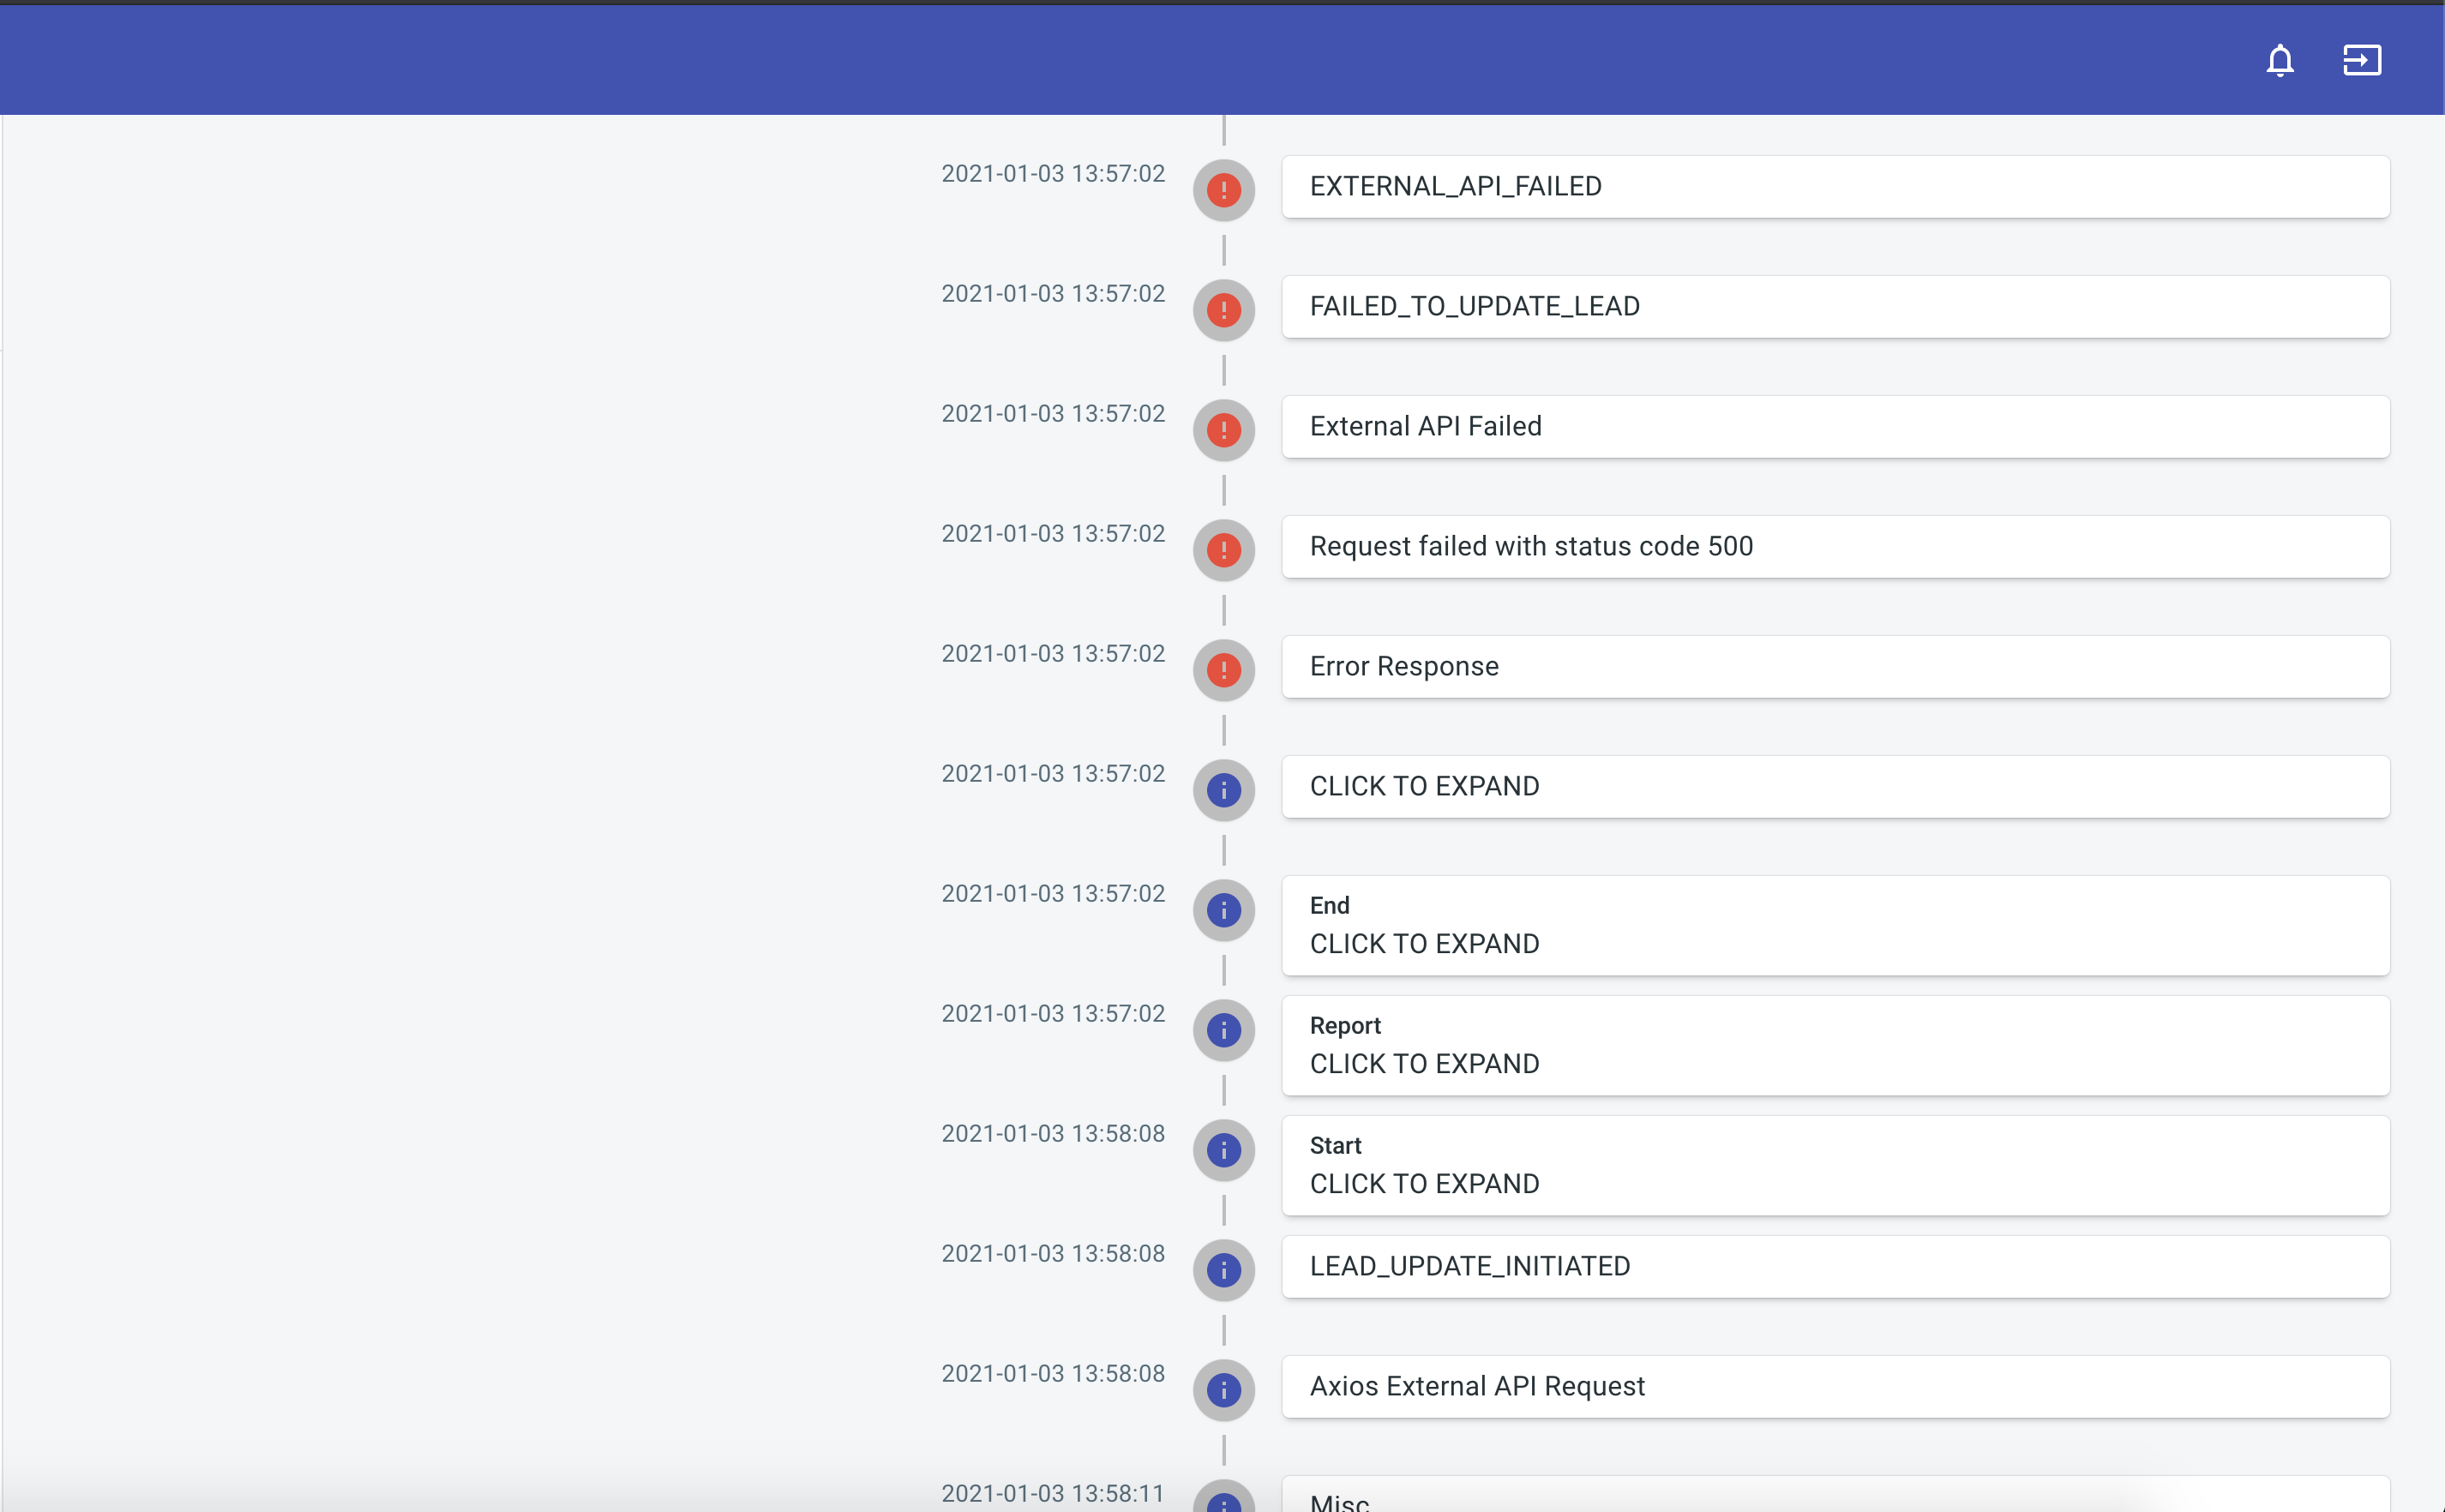 2021-01-03 13:57:02
EXTERNAL_API_FAILED
2021-01-03 13:57:02
FAILED_TO_UPDATE_LEAD
2021-01-03 13:57:02
External API Failed
2021-01-03 13:57:02
Request failed with status code 500
2021-01-03 13:57:02
Error Response
2021-01-03 13:57:02
CLICK TO EXPAND
2021-01-03 13:57:02
End
CLICK TO EXPAND
2021-01-03 13:57:02
Report
CLICK TO EXPAND
2021-01-03 13:58:08
Start
CLICK TO EXPAND
2021-01-03 13:58:08
LEAD_UPDATE_INITIATED
2021-01-03 13:58:08
Axios External API Request
2021-01-03 13:58:11
Misc